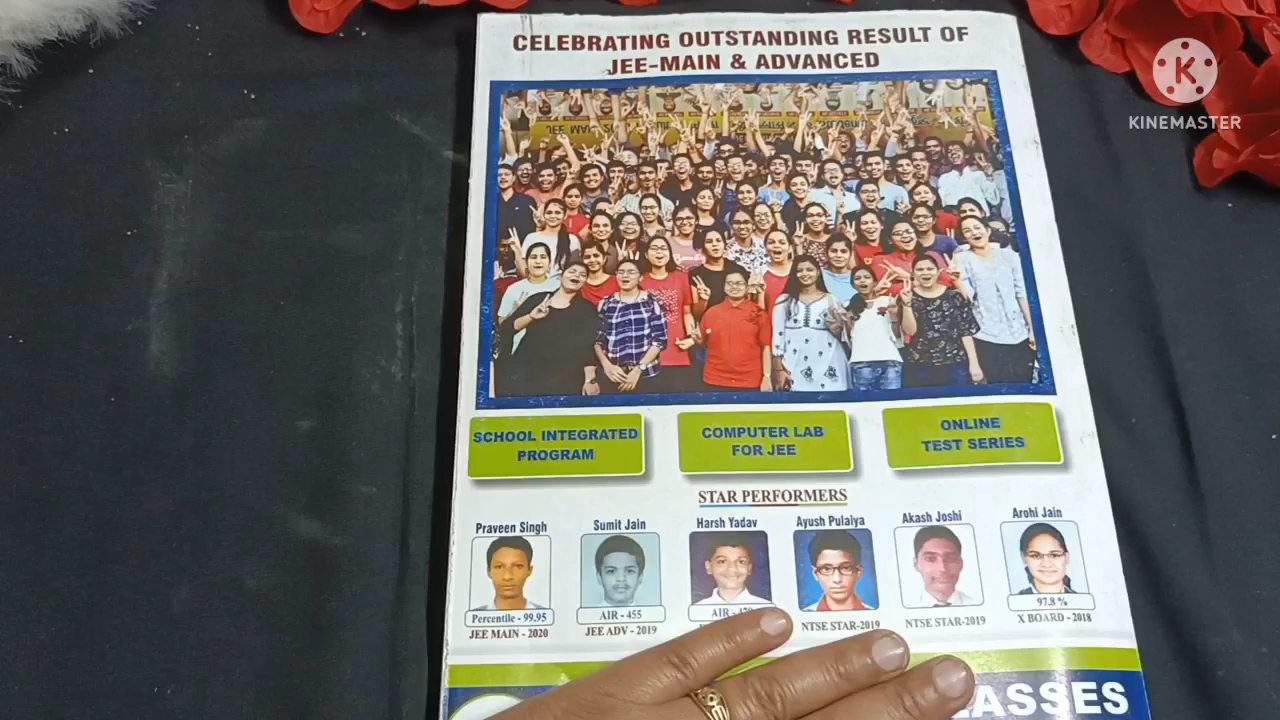 CELEBRATING OUTSTANDING RESULT OF
JEE-MAIN & ADVANCED
KINEMASTER
SCHOOL INTEGRATED
PROGRAM
COMPUTER LAB
FOR JEE
ONLINE
TEST SERIES
STAR PERFORMERS
Praveen Singh
Percentile - 99.95
JEE MAIN - 2020
Sumit Jain
AIR - 455
JEE ADV - 2019
Harsh Yadav
AIR -
Ayush Pulaiya
NTSE STAR-2019
Akash Joshi
NTSE STAR-2019
Arohi Jain
97.8 %
X BOARD - 2018